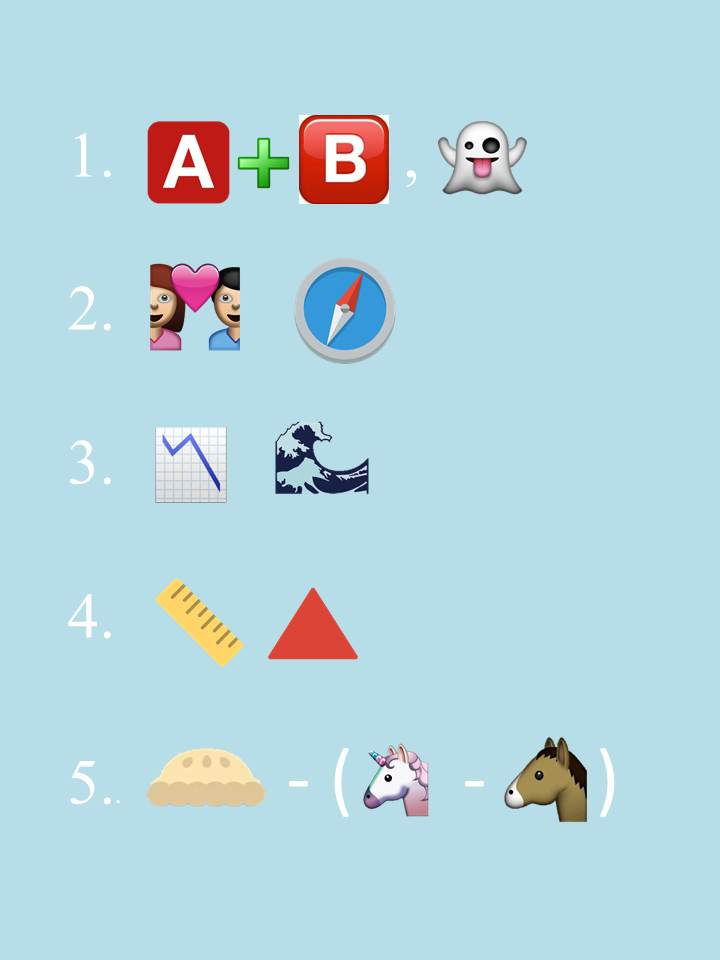 1. A + B ,
2.
3.
4.
5.. - ( - )